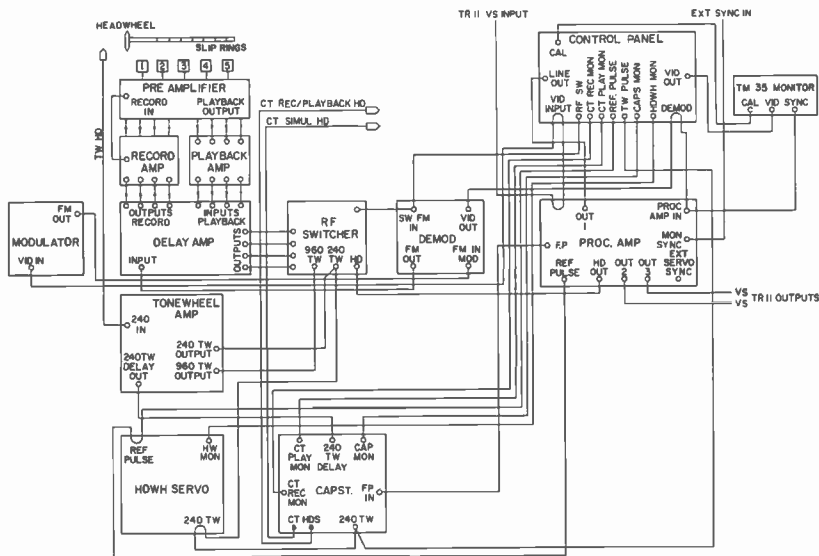 HEADWHEEL
SLIP RINGS
1 2 3 4 5
PRE AMPLIFIER
RECORD IN
PLAYBACK OUTPUT
TW HD
RECORD AMP
PLAYBACK AMP
OUTPUTS RECORD
INPUTS PLAYBACK
DELAY AMP
OUTPUTS
INPUT
FM OUT
MODULATOR
VID IN
CT REC/PLAYBACK HD
CT SIMUL HD
RF SWITCHER
960 TW
240 TW
HD
SW FM IN
VID OUT
DEMOD
FM OUT
FM IN MOD
TR II VS INPUT
EXT SYNC IN
CONTROL PANEL
CAL
LINE OUT
VID INPUT
RF SW
CT REC MON
CT PLAY MON
REF. PULSE
TW PULSE
CAPS MON
HOWH MON
VID OUT
DEMOD
TM 35 MONITOR
CAL VID SYNC
OUT 1
PROC AMP IN
F.P
PROC. AMP
MON SYNC
EXT SERVO SYNC
REF PULSE
HD OUT
OUT 2
OUT 3
VS
VS
TR II OUTPUTS
TONEWHEEL AMP
240 IN
240 TW OUTPUT
960 TW OUTPUT
240TW DELAY OUT
REF PULSE
HW MON
HDWH SERVO
240 TW
CT PLAY MON
240 TW DELAY
CAP MON
CT REC MON
CAPST.
FP IN
CT HDS
240 TW